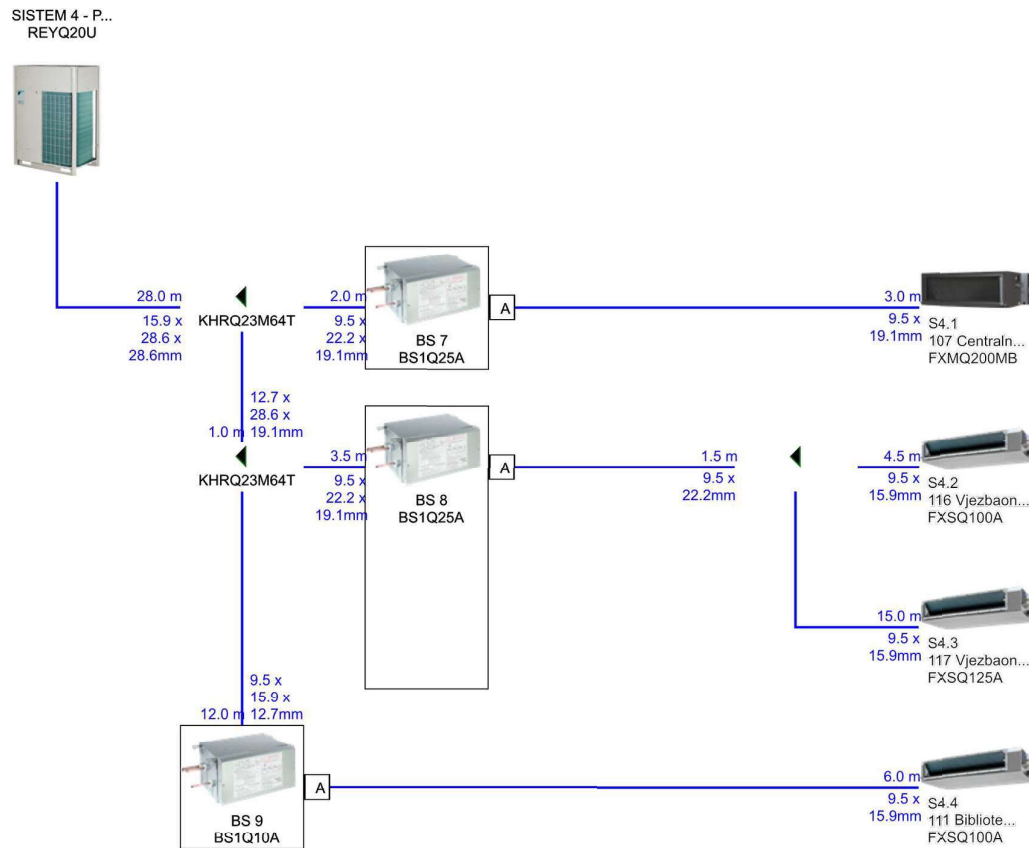 SISTEM 4 - P...
REYQ20U
28.0 m
15.9 x
28.6 x
28.6mm
KHRQ23M64T
2.0 m
9.5 x
22.2 x
19.1mm
BS 7
BS1Q25A
A
3.0 m
9.5 x
19.1mm
S4.1
107 Centraln...
FXMQ200MB
12.7 x
28.6 x
1.0 m 19.1mm
KHRQ23M64T
3.5 m
9.5 x
22.2 x
19.1mm
BS 8
BS1Q25A
A
1.5 m
9.5 x
22.2mm
4.5 m
9.5 x
15.9mm
S4.2
116 Vjezbaon...
FXSQ100A
15.0 m
9.5 x
15.9mm
S4.3
117 Vjezbaon...
FXSQ125A
9.5 x
15.9 x
12.0 m 12.7mm
BS 9
BS1Q10A
A
6.0 m
9.5 x
15.9mm
S4.4
111 Bibliote...
FXSQ100A